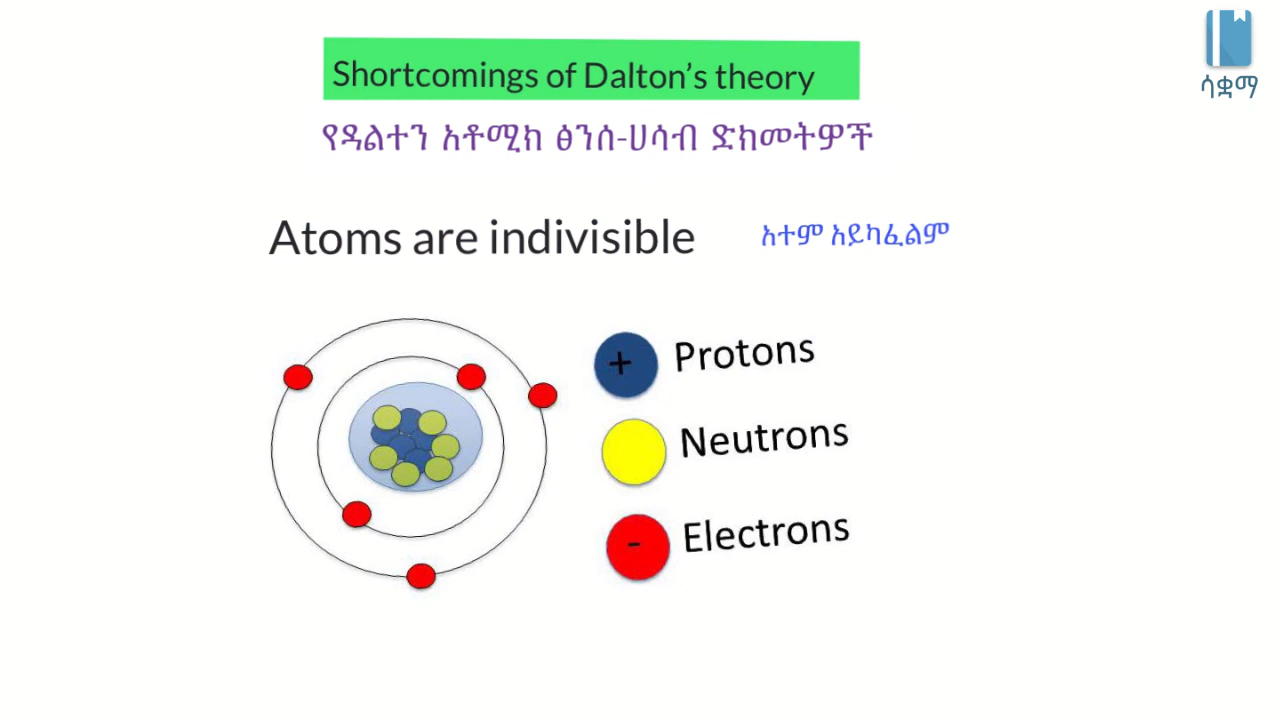 Shortcomings of Dalton’s theory
ሳቋማ
የዳልተን አቶሚክ ፅንሰ-ሀሳብ ድክመትዎች
Atoms are indivisible አተም አይካፈልም
+ Protons
Neutrons
- Electrons